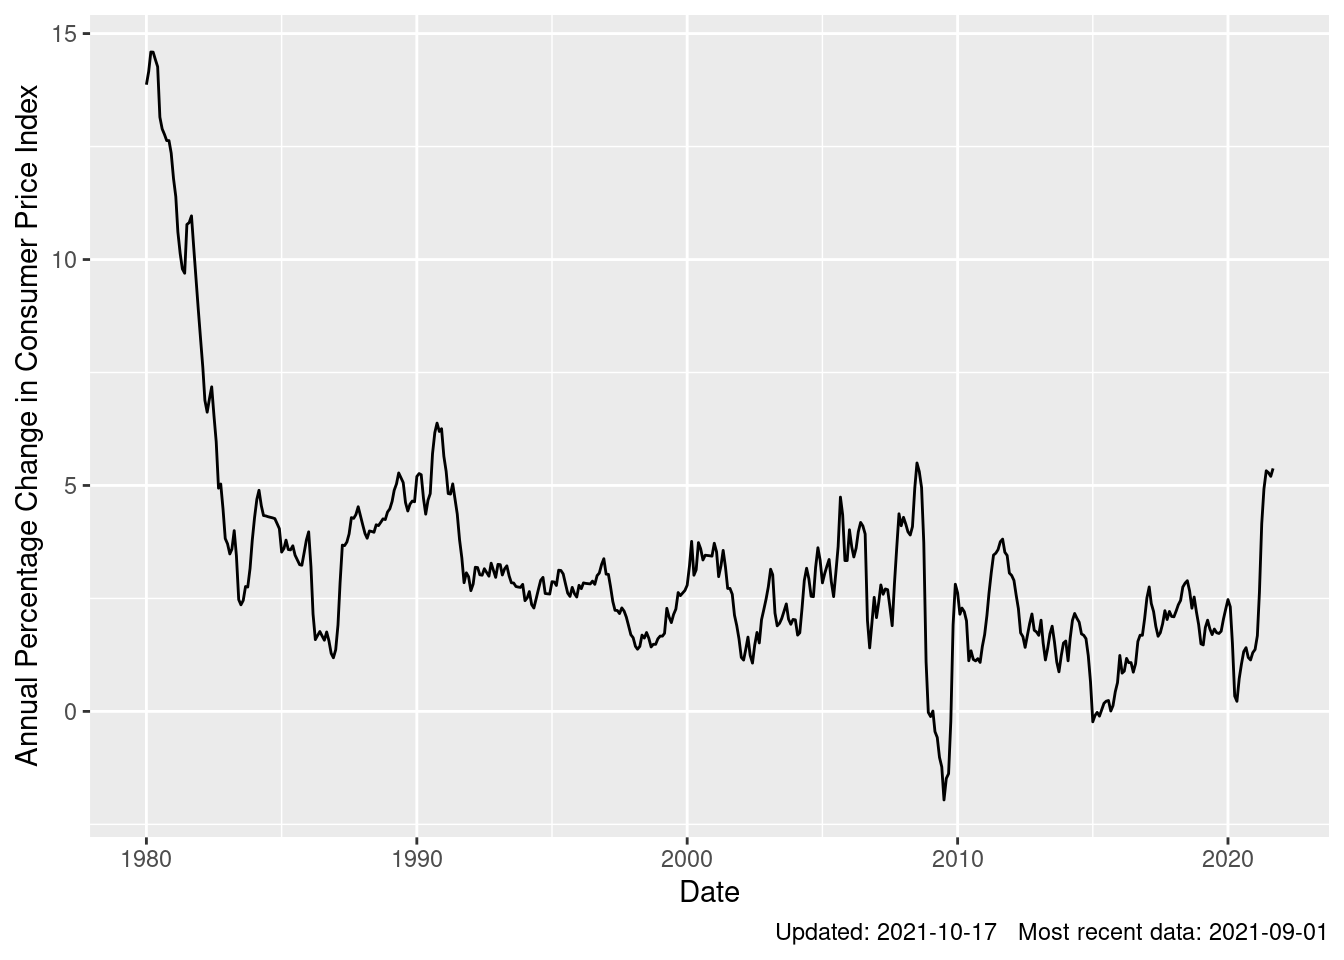 Annual Percentage Change in Consumer Price Index
15
10
5
0
1980 1990 2000 2010 2020
Date
Updated: 2021-10-17 Most recent data: 2021-09-01